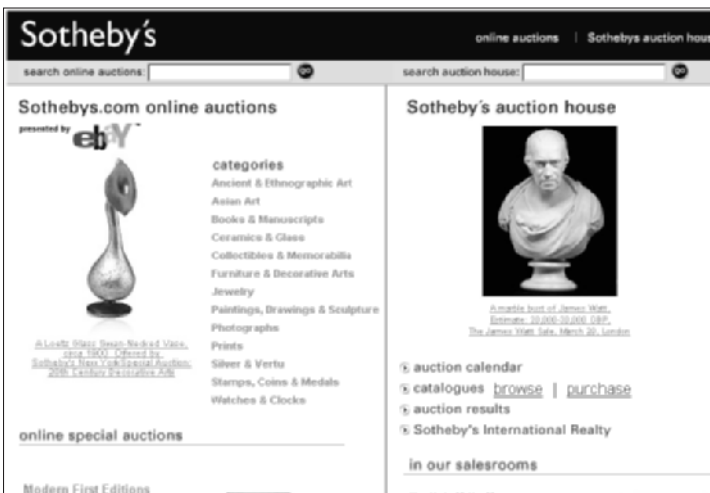 Sotheby's
online auctions | Sothebys auction hous
search online auctions: go
search auction house: go
Sothebys.com online auctions
presented by ebaY™
categories
Ancient & Ethnographic Art
Asian Art
Books & Manuscripts
Ceramics & Glass
Collectibles & Memorabilia
Furniture & Decorative Arts
Jewelry
Paintings, Drawings & Sculpture
Photographs
Prints
Silver & Vertu
Stamps, Coins & Medals
Watches & Clocks
A Loetz Glass Swan-Necked Vase,
circa 1900. Offered by
Sotheby's New York Special Auction:
20th Century Decorative Arts
online special auctions
Modern First Editions
Sotheby's auction house
A marble bust of James Watt.
Estimate: GBP,
The James Watt Sale, March 20, London
auction calendar
catalogues browse | purchase
auction results
Sotheby's International Realty
in our salesrooms